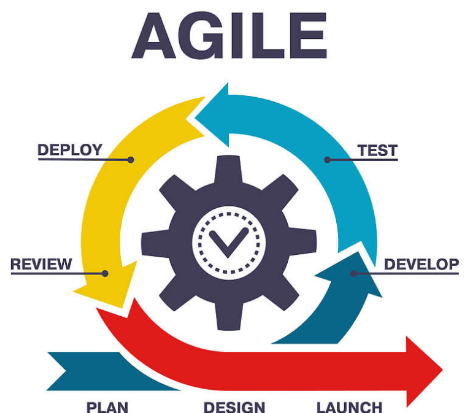 AGILE
DEPLOY
TEST
REVIEW
DEVELOP
PLAN
DESIGN
LAUNCH